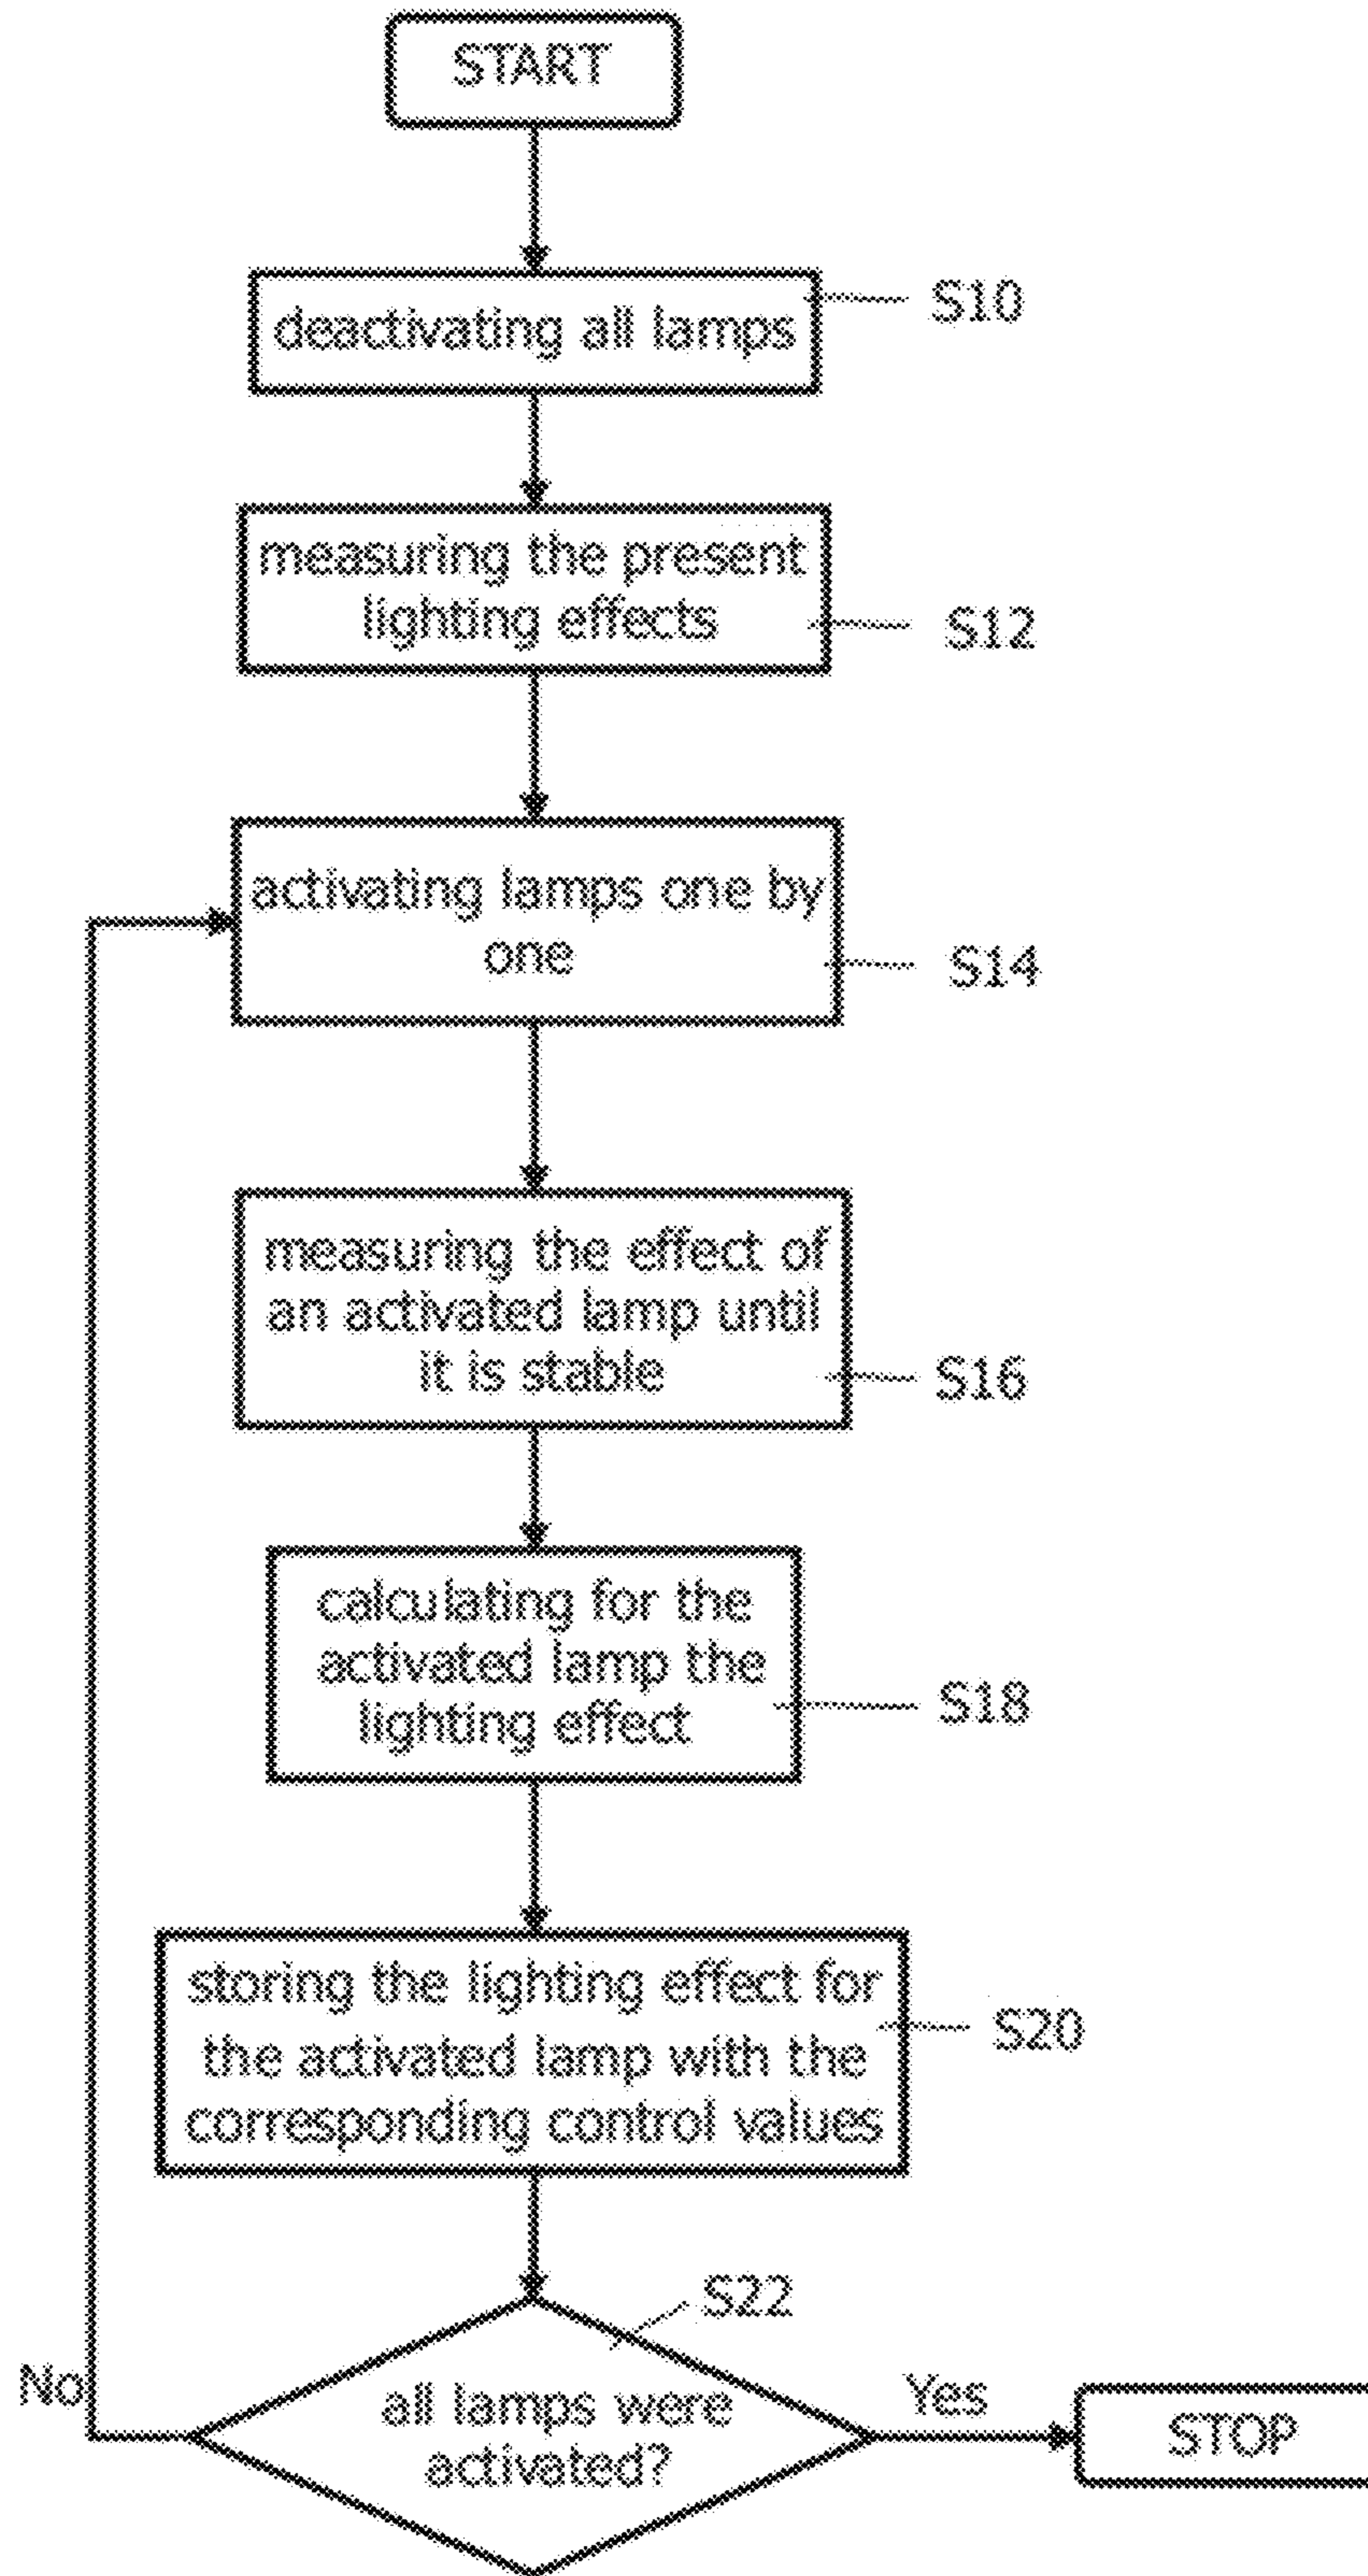 START
deactivating all lamps
S10
measuring the present
lighting effects
S12
activating lamps one by
one
S14
measuring the effect of
an activated lamp until
it is stable
S16
calculating for the
activated lamp the
lighting effect
S18
storing the lighting effect for
the activated lamp with the
corresponding control values
S20
S22
all lamps were
activated?
No
Yes
STOP